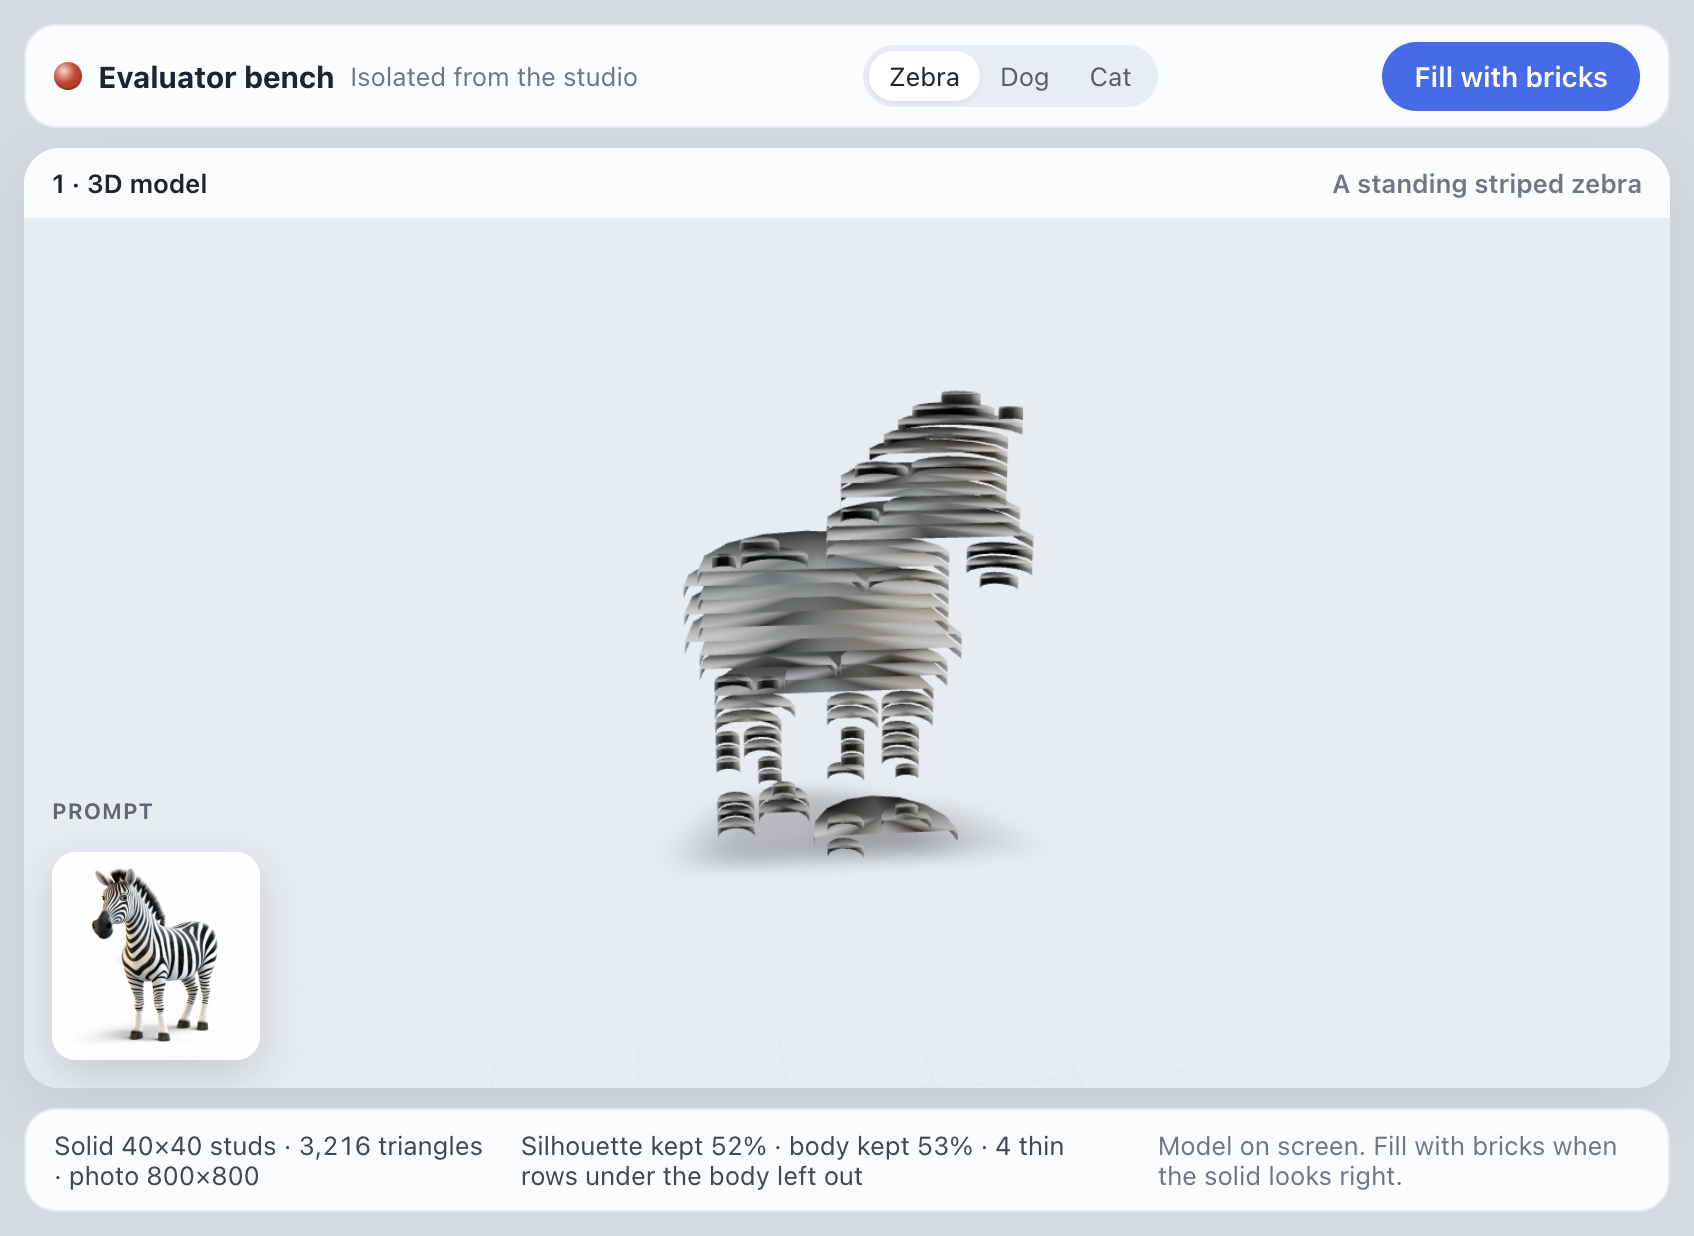 Evaluator bench Isolated from the studio
Zebra Dog Cat
Fill with bricks
1 · 3D model
A standing striped zebra
PROMPT
Solid 40×40 studs · 3,216 triangles
· photo 800×800
Silhouette kept 52% · body kept 53% · 4 thin
rows under the body left out
Model on screen. Fill with bricks when
the solid looks right.